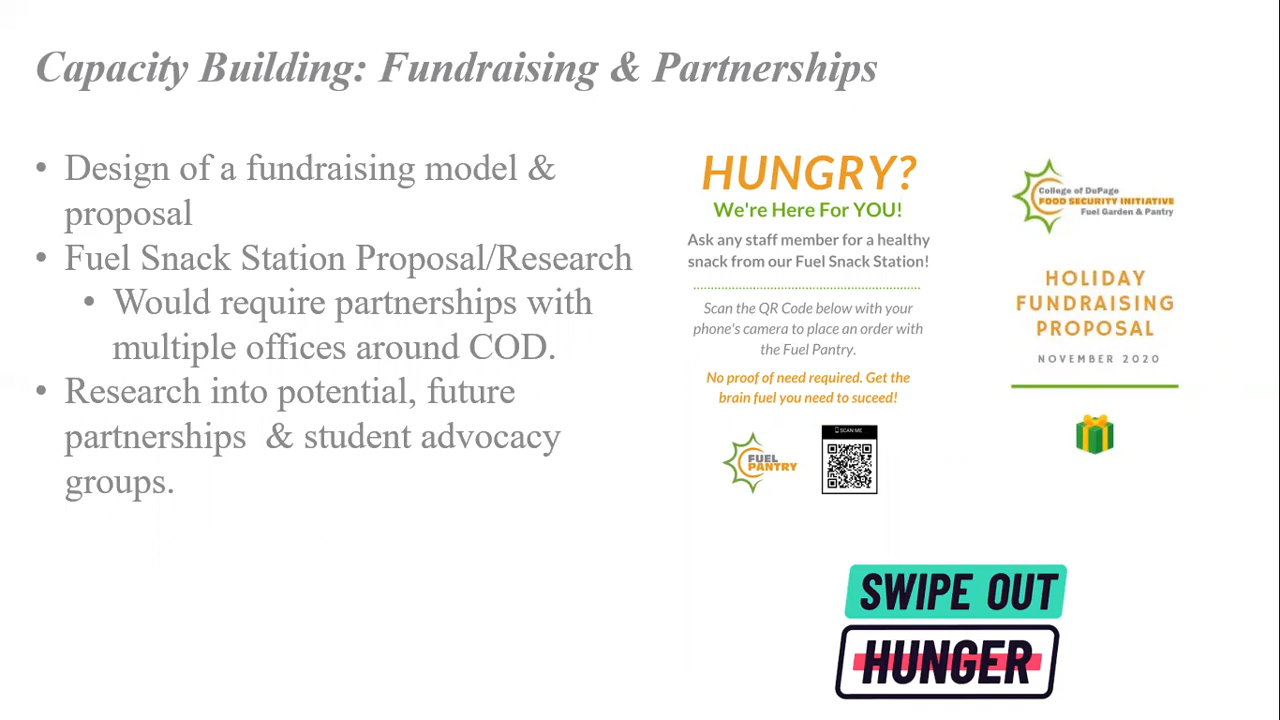 Capacity Building: Fundraising & Partnerships
• Design of a fundraising model &
proposal
• Fuel Snack Station Proposal/Research
• Would require partnerships with
multiple offices around COD.
• Research into potential, future
partnerships & student advocacy
groups.
HUNGRY?
We're Here For YOU!
Ask any staff member for a healthy
snack from our Fuel Snack Station!
Scan the QR Code below with your
phone's camera to place an order with
the Fuel Pantry.
No proof of need required. Get the
brain fuel you need to suceed!
FUEL
PANTRY
SCAN ME
College of DuPage
FOOD SECURITY INITIATIVE
Fuel Garden & Pantry
HOLIDAY
FUNDRAISING
PROPOSAL
NOVEMBER 2020
SWIPE OUT
HUNGER